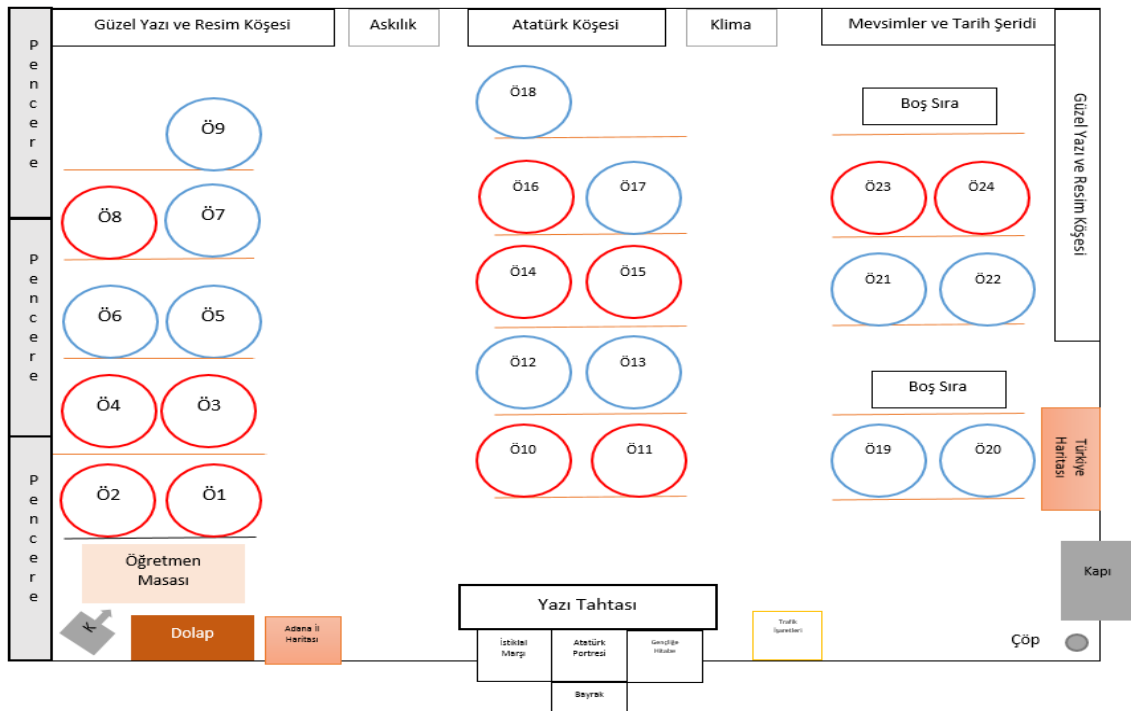 Güzel Yazı ve Resim Köşesi
Askılık
Atatürk Köşesi
Klima
Mevsimler ve Tarih Şeridi
Pencere
Pencere
Pencere
Güzel Yazı ve Resim Köşesi
Ö9
Ö8
Ö7
Ö6
Ö5
Ö4
Ö3
Ö2
Ö1
Ö18
Ö16
Ö17
Ö14
Ö15
Ö12
Ö13
Ö10
Ö11
Boş Sıra
Ö23
Ö24
Ö21
Ö22
Boş Sıra
Ö19
Ö20
Türkiye
Haritası
Öğretmen
Masası
K
Dolap
Adana İl
Haritası
Yazı Tahtası
İstiklal
Marşı
Atatürk
Portresi
Gençliğe
Hitabe
Bayrak
Trafik
İşaretleri
Kapı
Çöp